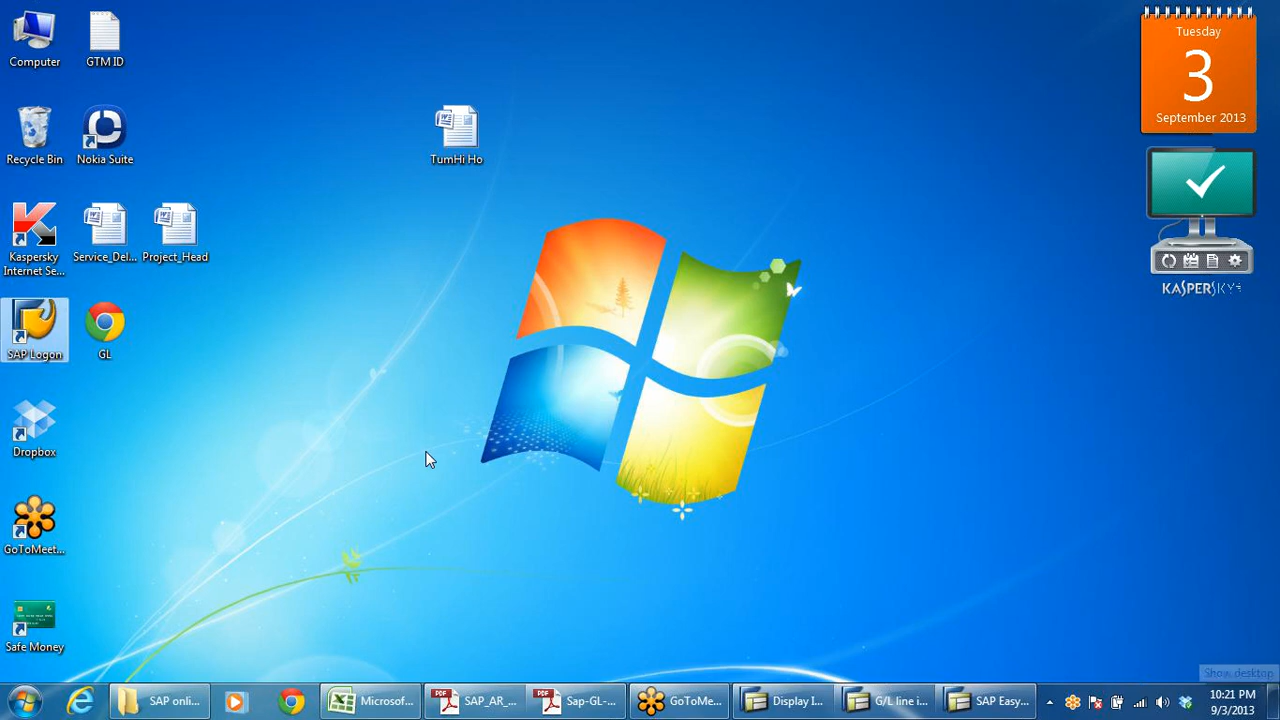 Computer
GTM ID
Tuesday
3
September 2013
Recycle Bin
Nokia Suite
TumHi Ho
Kaspersky
Internet Se...
Service_Del...
Project_Head
KASPERSKY
SAP Logon
GL
Dropbox
GoToMeet...
Safe Money
Show desktop
SAP onli...
Microsof...
PDF
SAP_AR_...
PDF
Sap-GL-...
GoToMe...
Display I...
G/L line i...
SAP Easy...
10:21 PM
9/3/2013